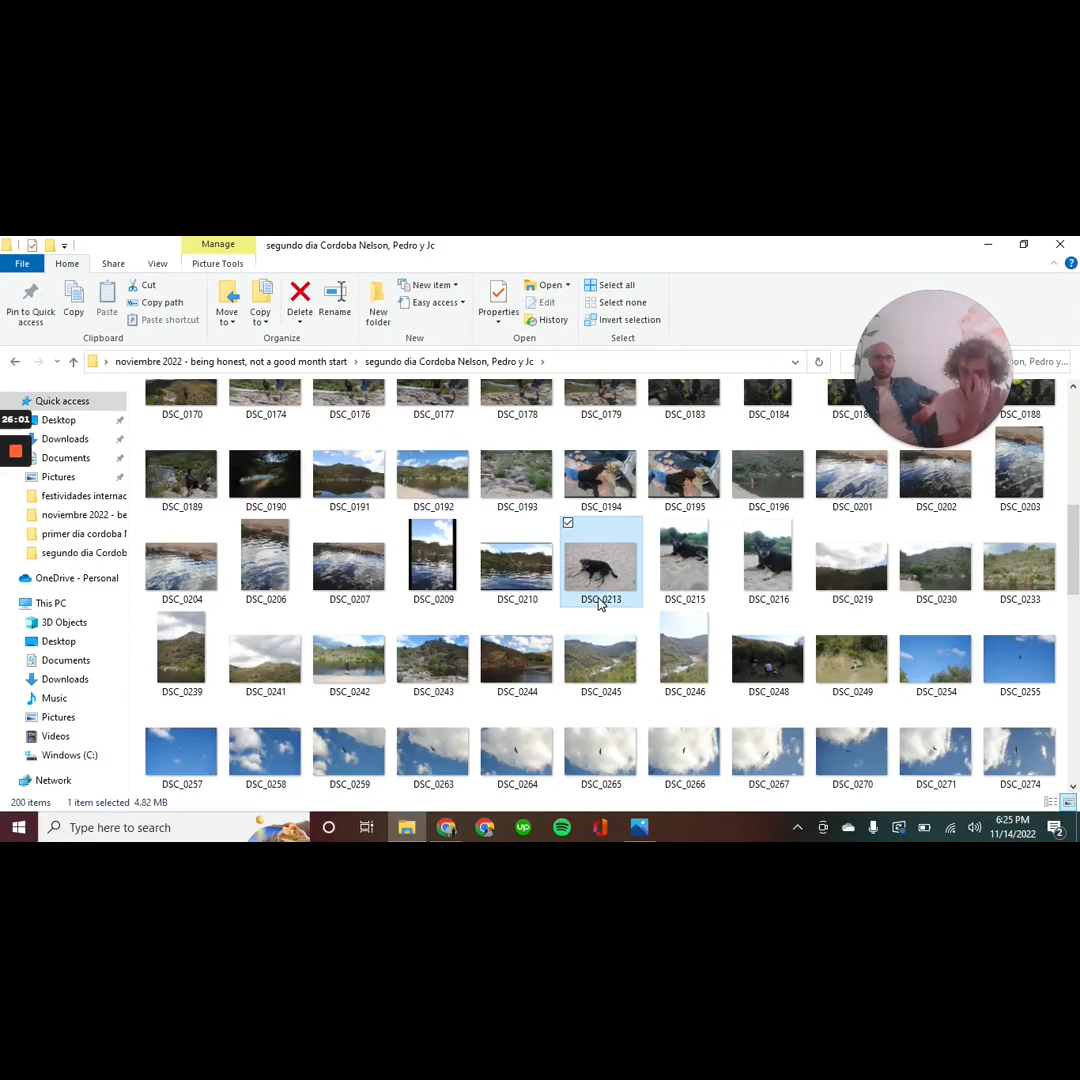 segundo dia Cordoba Nelson, Pedro y Jc
Manage
File Home Share View Picture Tools
Pin to Quick access
Copy
Paste
Cut
Copy path
Paste shortcut
Clipboard
Move to
Copy to
Delete
Rename
Organize
New folder
New item
Easy access
New
Properties
Open
Edit
History
Open
Select all
Select none
Invert selection
Select
noviembre 2022 - being honest, not a good month start segundo dia Cordoba Nelson, Pedro y Jc
on, Pedro y...
26:01
Quick access
Desktop
Downloads
Documents
Pictures
festividades internac
noviembre 2022 - be
primer dia cordoba
segundo dia Cordob
OneDrive - Personal
This PC
3D Objects
Desktop
Documents
Downloads
Music
Pictures
Videos
Windows (C:)
Network
DSC_0170 DSC_0174 DSC_0176 DSC_0177 DSC_0178 DSC_0179 DSC_0183 DSC_0184 DSC_018 DSC_0188
DSC_0189 DSC_0190 DSC_0191 DSC_0192 DSC_0193 DSC_0194 DSC_0195 DSC_0196 DSC_0201 DSC_0202 DSC_0203
DSC_0204 DSC_0206 DSC_0207 DSC_0209 DSC_0210 DSC_0213 DSC_0215 DSC_0216 DSC_0219 DSC_0230 DSC_0233
DSC_0239 DSC_0241 DSC_0242 DSC_0243 DSC_0244 DSC_0245 DSC_0246 DSC_0248 DSC_0249 DSC_0254 DSC_0255
DSC_0257 DSC_0258 DSC_0259 DSC_0263 DSC_0264 DSC_0265 DSC_0266 DSC_0267 DSC_0270 DSC_0271 DSC_0274
200 items 1 item selected 4.82 MB
Type here to search
up
6:25 PM
11/14/2022
2